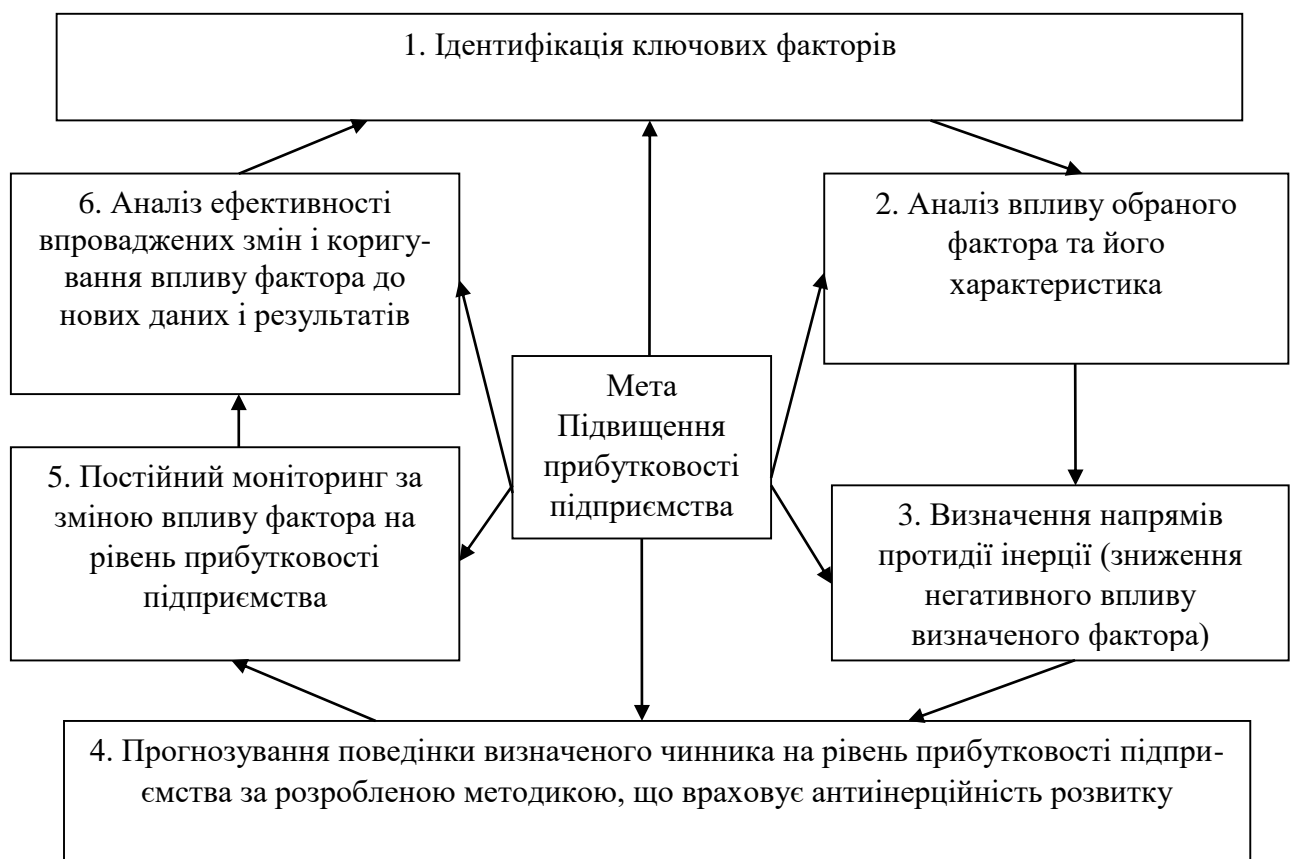 1. Ідентифікація ключових факторів
6. Аналіз ефективності
впроваджених змін і коригу-
вання впливу фактора до
нових даних і результатів
2. Аналіз впливу обраного
фактора та його
характеристика
Мета
Підвищення
прибутковості
підприємства
5. Постійний моніторинг за
зміною впливу фактора на
рівень прибутковості
підприємства
3. Визначення напрямів
протидії інерції (зниження
негативного впливу
визначеного фактора)
4. Прогнозування поведінки визначеного чинника на рівень прибутковості підпри-
ємства за розробленою методикою, що враховує антиінерційність розвитку